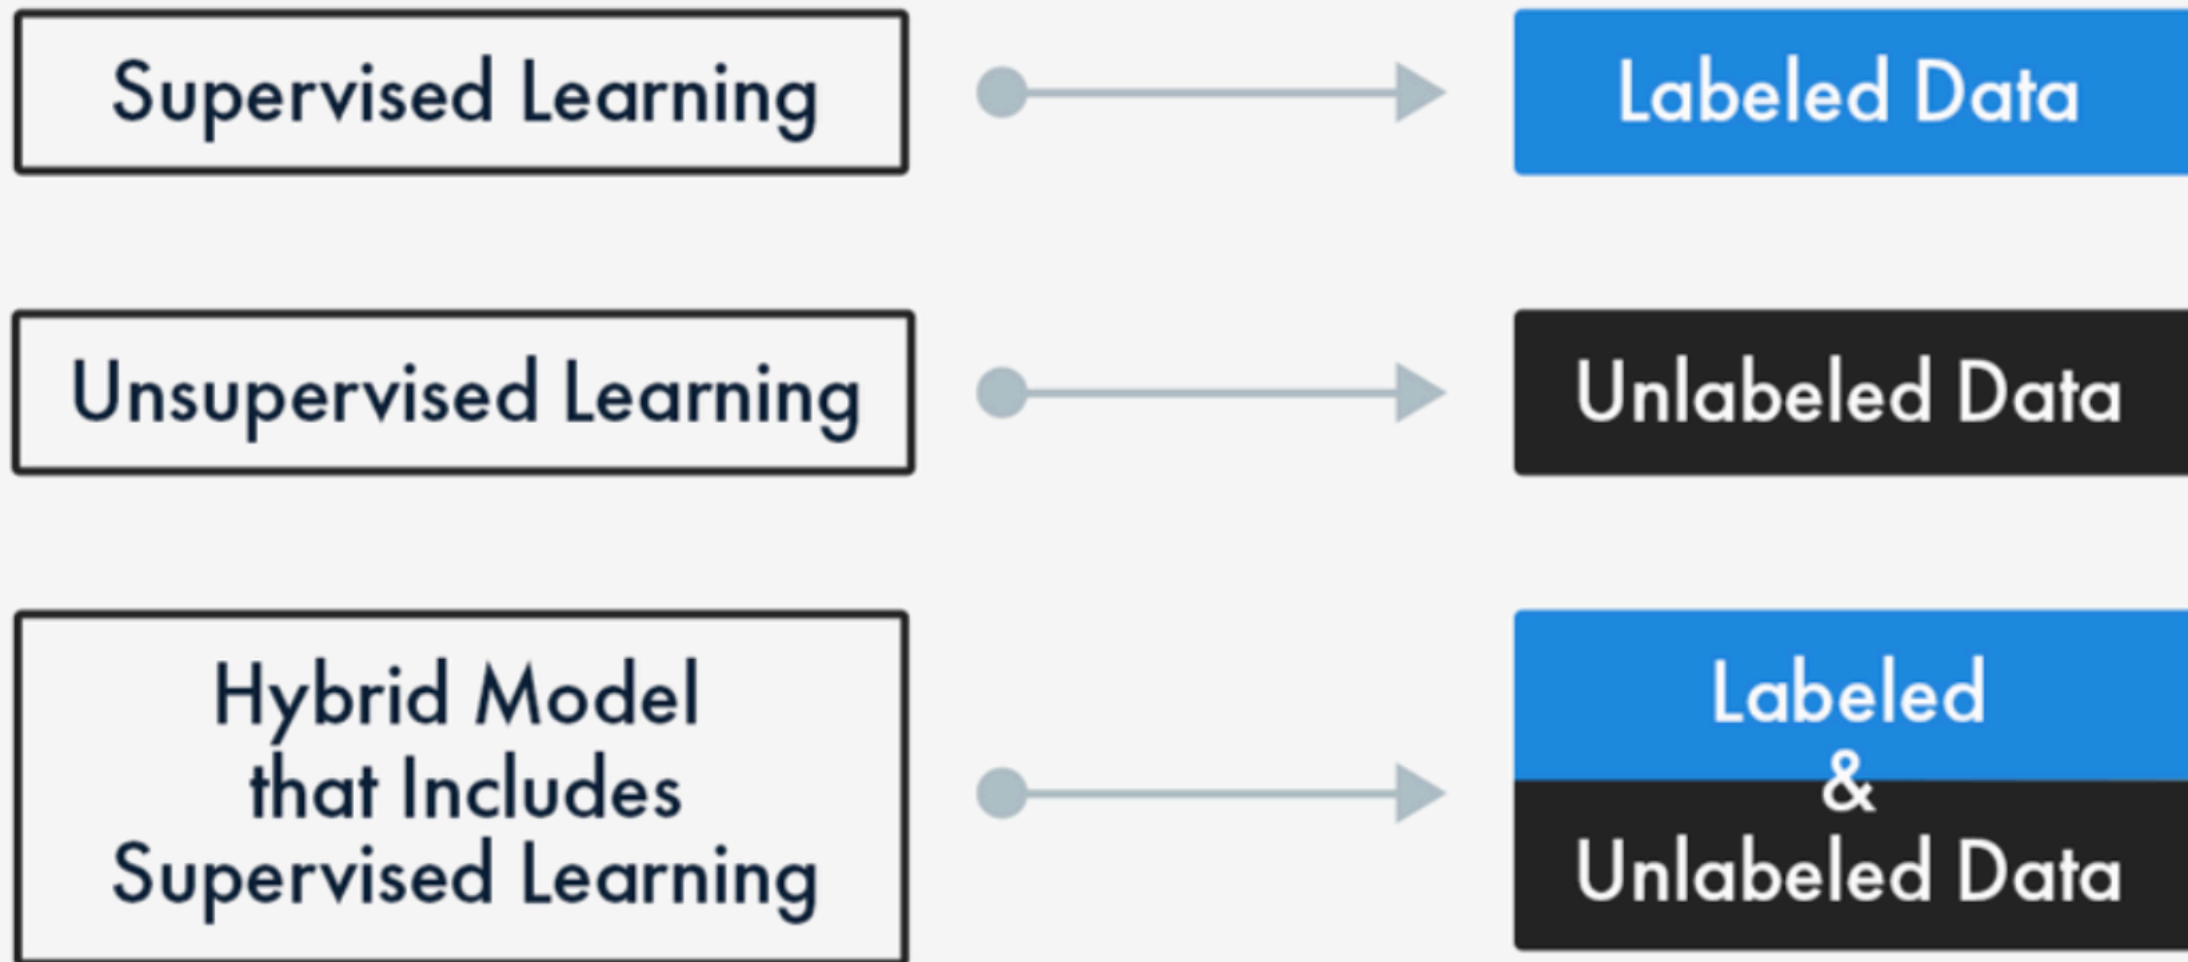 Supervised Learning
Labeled Data
Unsupervised Learning
Unlabeled Data
Hybrid Model
that Includes
Supervised Learning
Labeled
&
Unlabeled Data